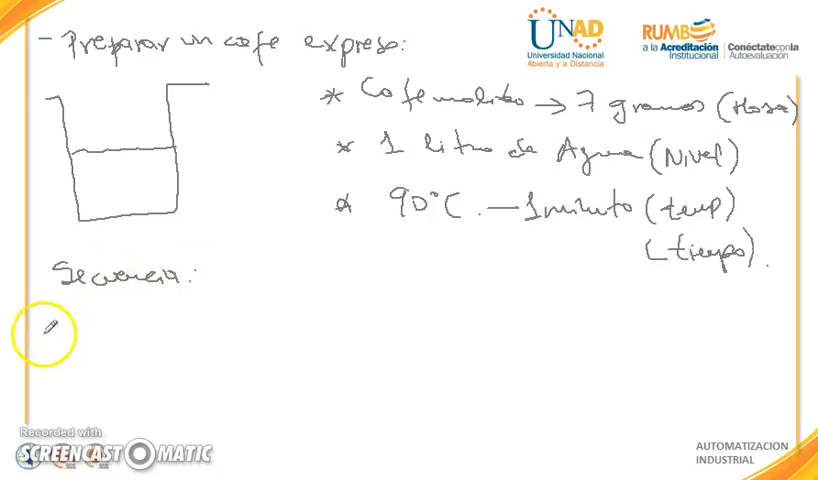 - Preparar un cafe expreso:
UNAD
Universidad Nacional
Abierta y a Distancia
RUMBO
a la Acreditación
Institucional
Conéctate con la
Autoevaluación
* Cafe molido → 7 gramos (Masa)
* 1 litro de Agua (Nivel)
* 90°C. — 1 minuto (temp)
(tiempo).
Secuencia:
Recorded with
SCREENCAST-O-MATIC
AUTOMATIZACION
INDUSTRIAL